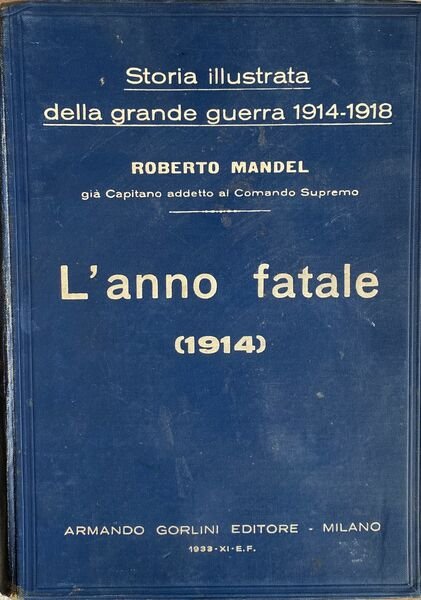 Storia illustrata
della grande guerra 1914-1918
ROBERTO MANDEL
già Capitano addetto al Comando Supremo
L'anno fatale
(1914)
ARMANDO GORLINI EDITORE - MILANO
1933-XI-E.F.